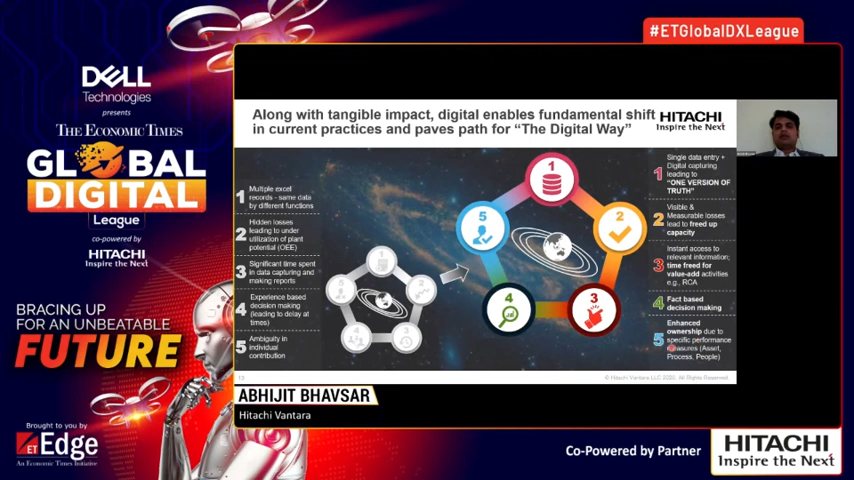 #ETGlobalDXLeague
DELL
Technologies
presents
THE ECONOMIC TIMES
GLOBAL
DIGITAL
League
co-powered by
HITACHI
Inspire the Next
BRACING UP
FOR AN UNBEATABLE
FUTURE
Brought to you by
ET Edge
An Economic Times Initiative
Along with tangible impact, digital enables fundamental shift
in current practices and paves path for “The Digital Way”
HITACHI
Inspire the Next
1 Multiple excel
records - same data
by different functions
2 Hidden losses
leading to under
utilization of plant
potential (OEE)
3 Significant time spent
in data capturing and
making reports
4 Experience based
decision making
(leading to delay at
times)
5 Ambiguity in
individual
contribution
1
2
3
4
5
1 Single data entry +
Digital capturing
leading to
"ONE VERSION OF
TRUTH"
2 Visible &
Measurable losses
lead to freed up
capacity
3 Instant access to
relevant information;
time freed for
value-add activities
e.g., RCA
4 Fact based
decision making
5 Enhanced
ownership due to
specific performance
measures (Asset,
Process, People)
ABHIJIT BHAVSAR
Hitachi Vantara
Co-Powered by Partner
HITACHI
Inspire the Next